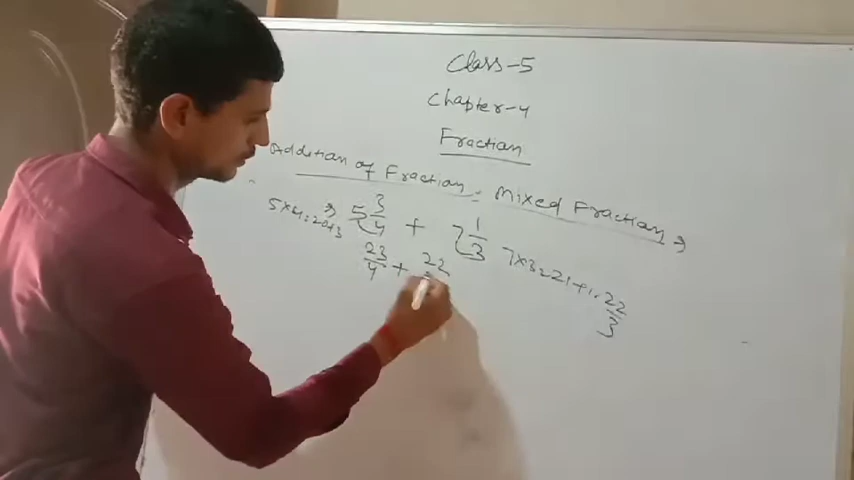 Class-5
Chapter-4
Fraction
Addition of Fraction :- Mixed Fraction →
5×4=20+3 → 5 3/4 + 7 1/3 7×3=21+1, 22/3
23/4 + 22